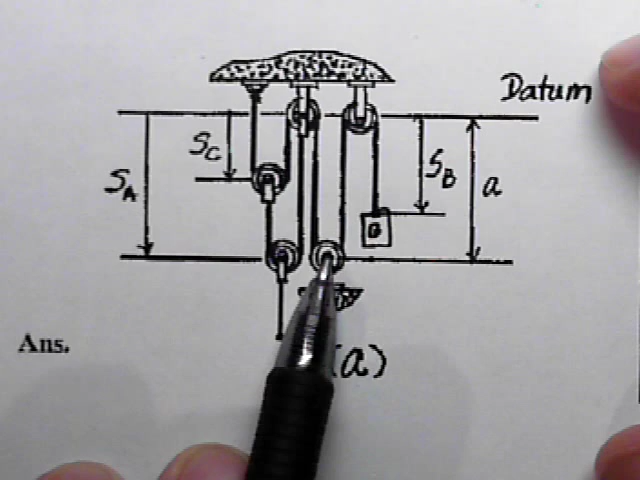 Datum
S_C
S_A
S_B
a
B
Ans.
(a)